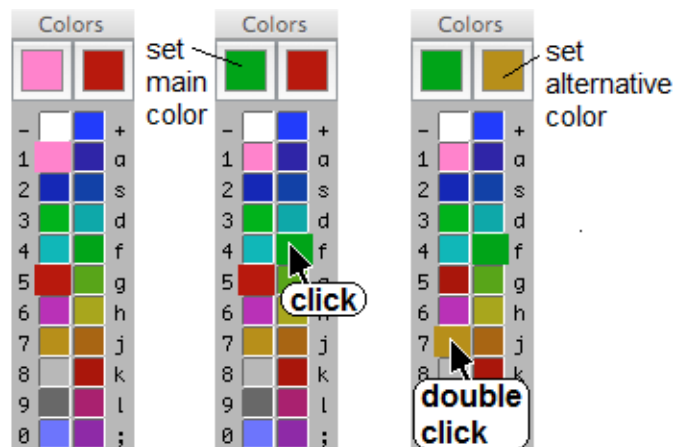 Colors
set
main
color
- +
1 a
2 s
3 d
4 f
5 g
6 h
7 j
8 k
9 l
0 ;
Colors
- +
1 a
2 s
3 d
4 f
5
click
6 h
7 j
8 k
9 l
0 ;
Colors
set
alternative
color
- +
1 a
2 s
3 d
4 f
5 g
6 h
7 j
8 k
double
click
9 l
0 ;